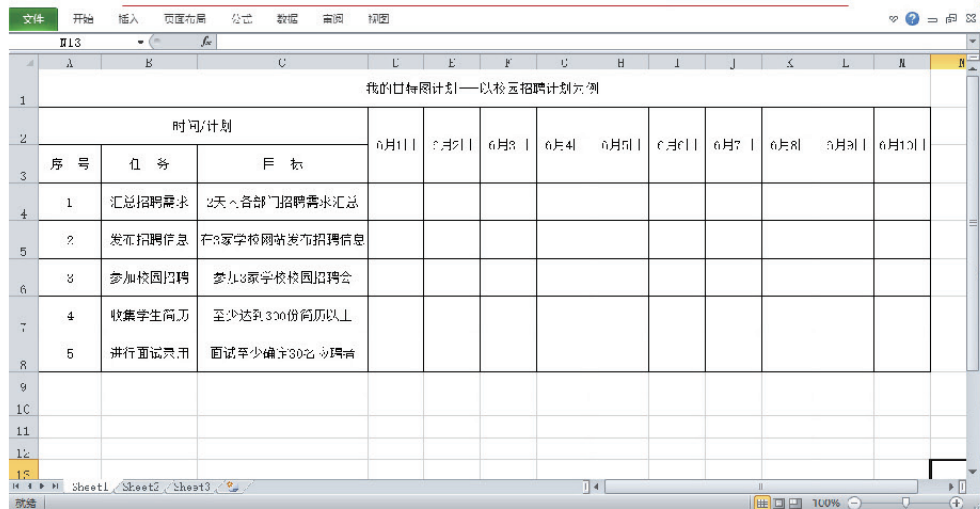 文件 开始 插入 页面布局 公式 数据 审阅 视图
N13 fx
A B C D E F G H I J K L M N
1 我的甘特图计划——以校园招聘计划为例
2 时间/计划 6月1日 6月2日 6月3日 6月4日 6月5日 6月6日 6月7日 6月8日 6月9日 6月10日
3 序 号 任 务 目 标
4 1 汇总招聘需求 2天内各部门招聘需求汇总
5 2 发布招聘信息 在3家学校网站发布招聘信息
6 3 参加校园招聘 参加3家学校校园招聘会
7 4 收集学生简历 至少达到300份简历以上
8 5 进行面试录用 面试至少确定30名应聘者
9
10
11
12
13
Sheet1 Sheet2 Sheet3
就绪 100%